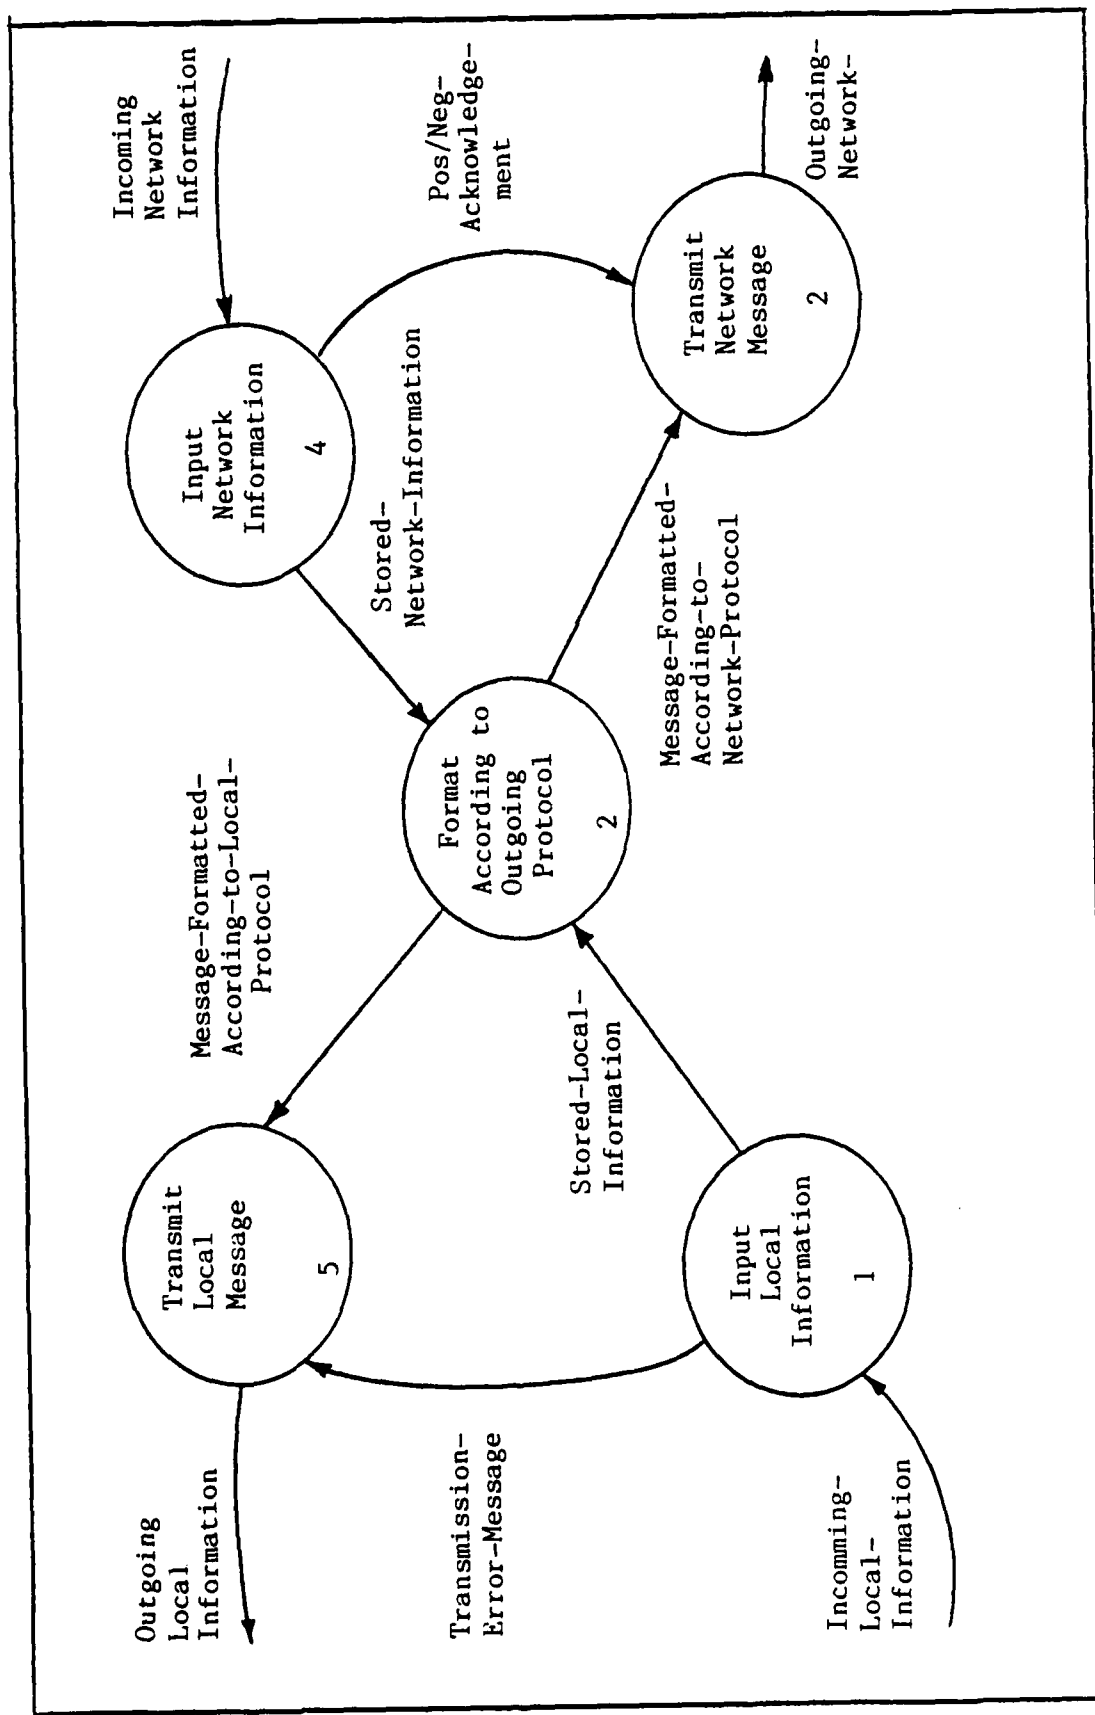 Outgoing
Local
Information
Transmit
Local
Message
5
Message-Formatted-
According-to-Local-
Protocol
Input
Network
Information
4
Incoming
Network
Information
Transmission-
Error-Message
Stored-
Network-Information
Pos/Neg-
Acknowledge-
ment
Format
According to
Outgoing
Protocol
2
Stored-Local-
Information
Message-Formatted-
According-to-
Network-Protocol
Transmit
Network
Message
2
Outgoing-
Network-
Input
Local
Information
1
Incomming-
Local-
Information